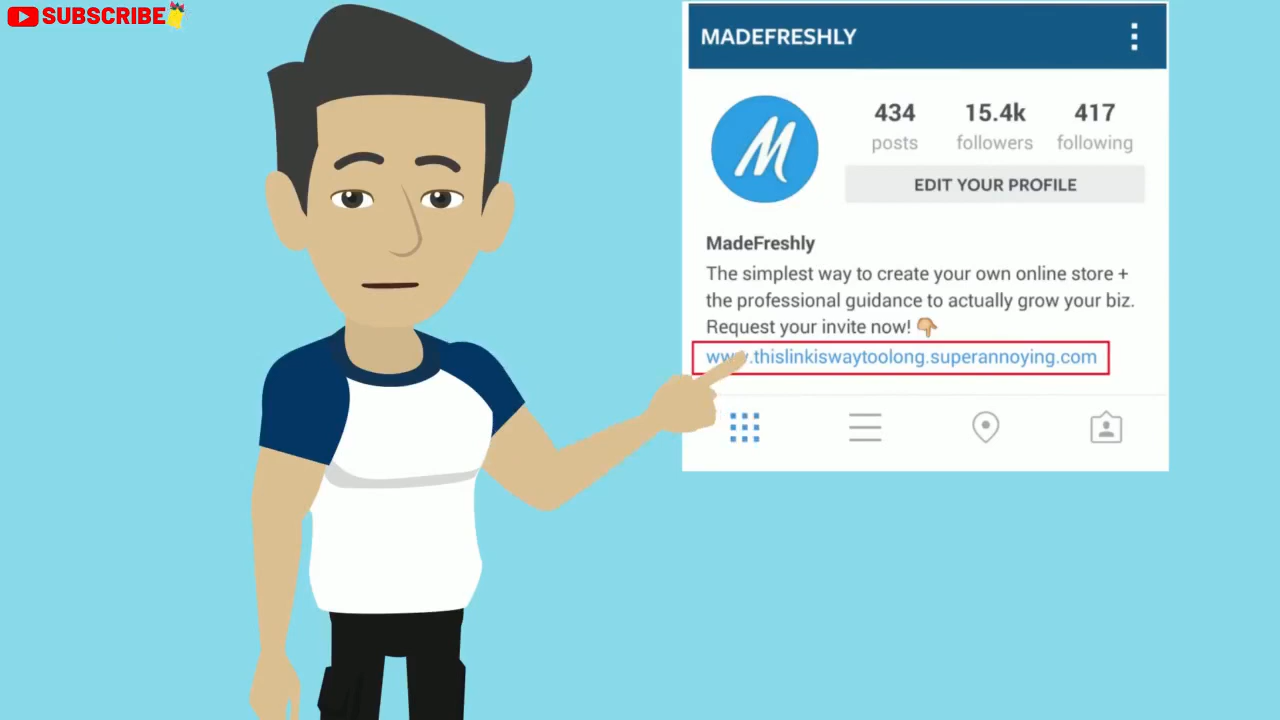 SUBSCRIBE
MADEFRESHLY
434 15.4k 417
posts followers following
EDIT YOUR PROFILE
MadeFreshly
The simplest way to create your own online store +
the professional guidance to actually grow your biz.
Request your invite now!
www.thislinkiswaytoolong.superannoying.com